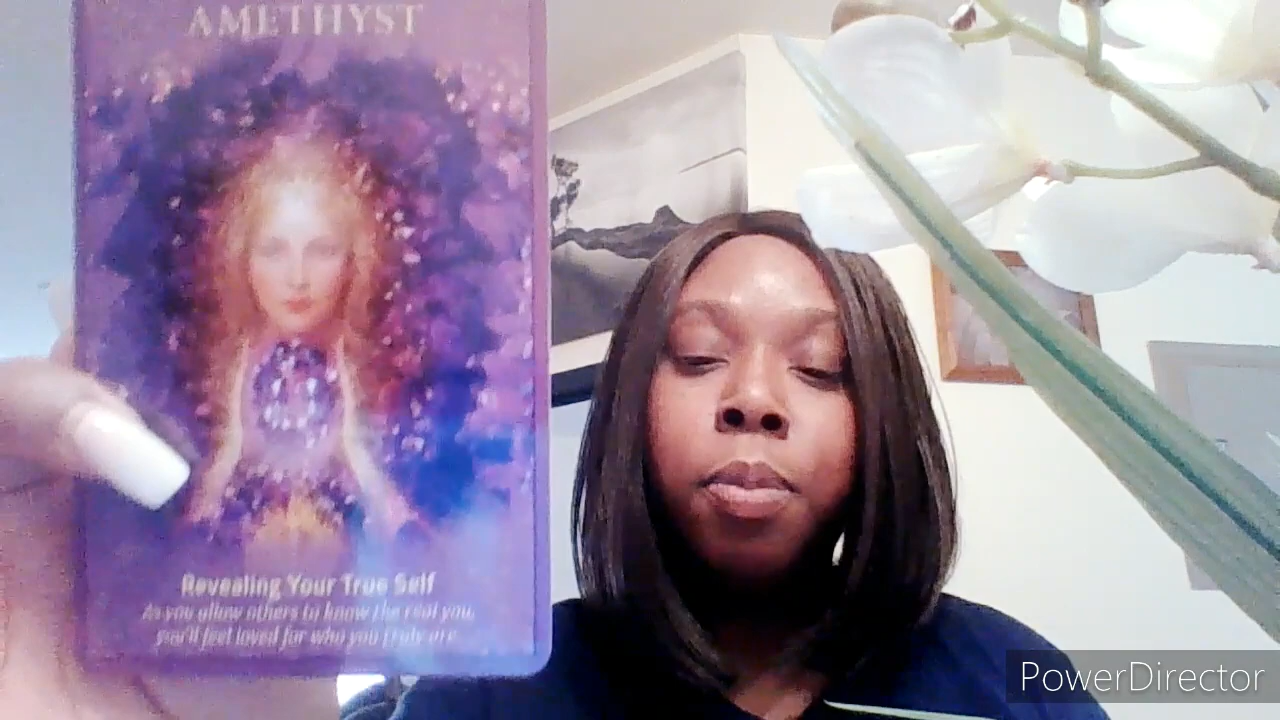 AMETHYST
Revealing Your True Self
As you allow others to know the real you,
you'll feel loved for who you truly are.
PowerDirector